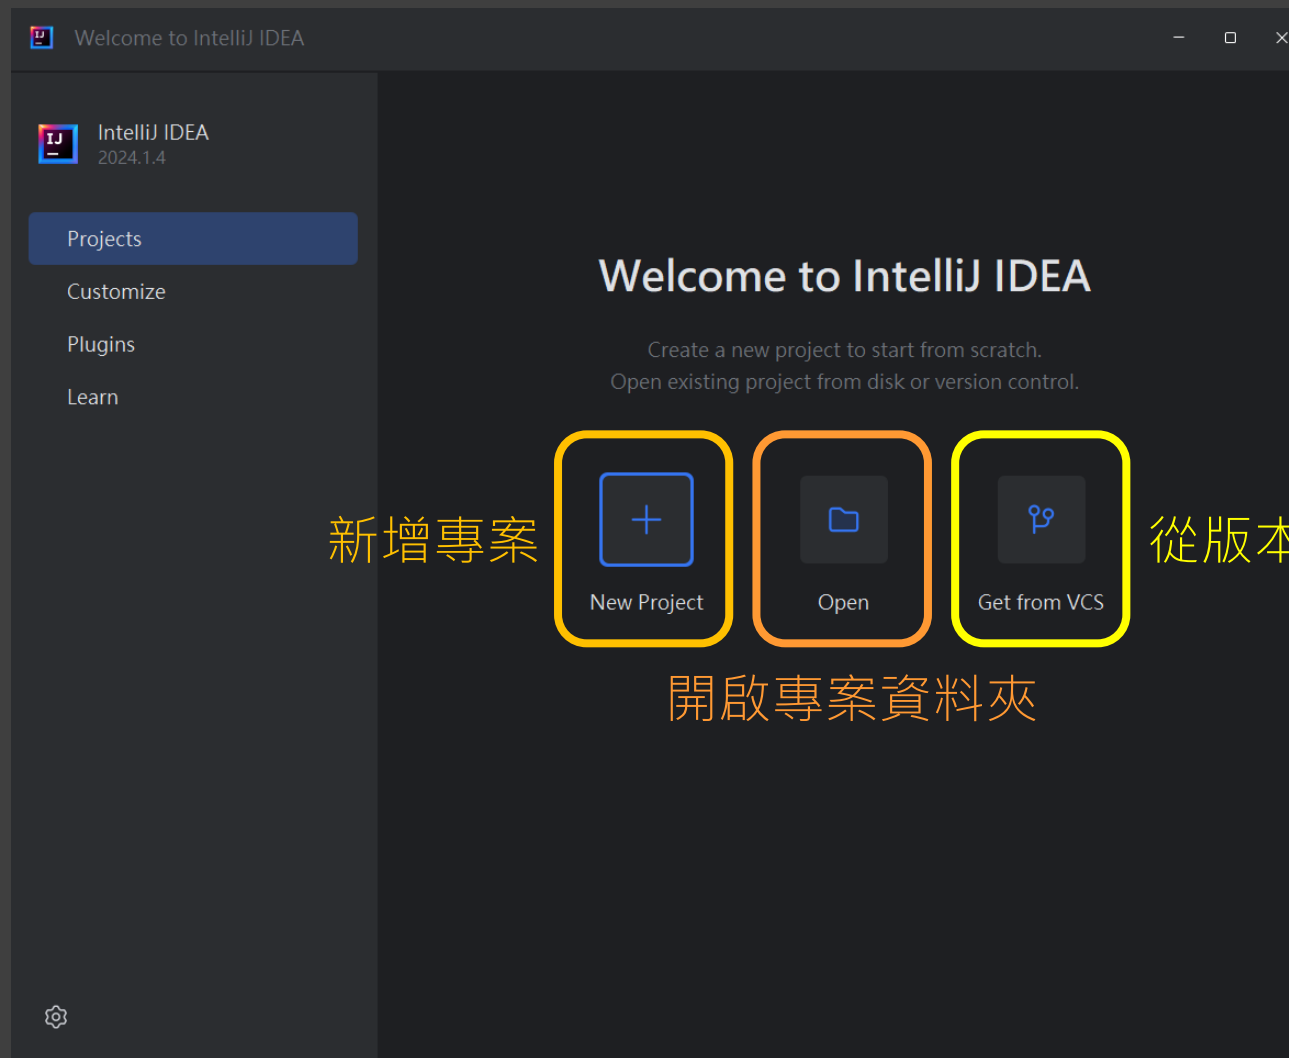 Welcome to IntelliJ IDEA
IntelliJ IDEA
2024.1.4
Projects
Customize
Plugins
Learn
Welcome to IntelliJ IDEA
Create a new project to start from scratch.
Open existing project from disk or version control.
新增專案
New Project
Open
Get from VCS
從版本
開啟專案資料夾